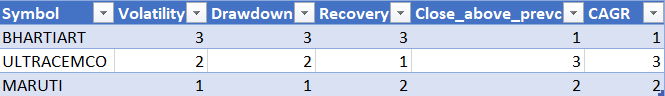 Symbol Volatility Drawdown Recovery Close_above_prevc CAGR
BHARTIART 3 3 3 1 1
ULTRACEMCO 2 2 1 3 3
MARUTI 1 1 2 2 2